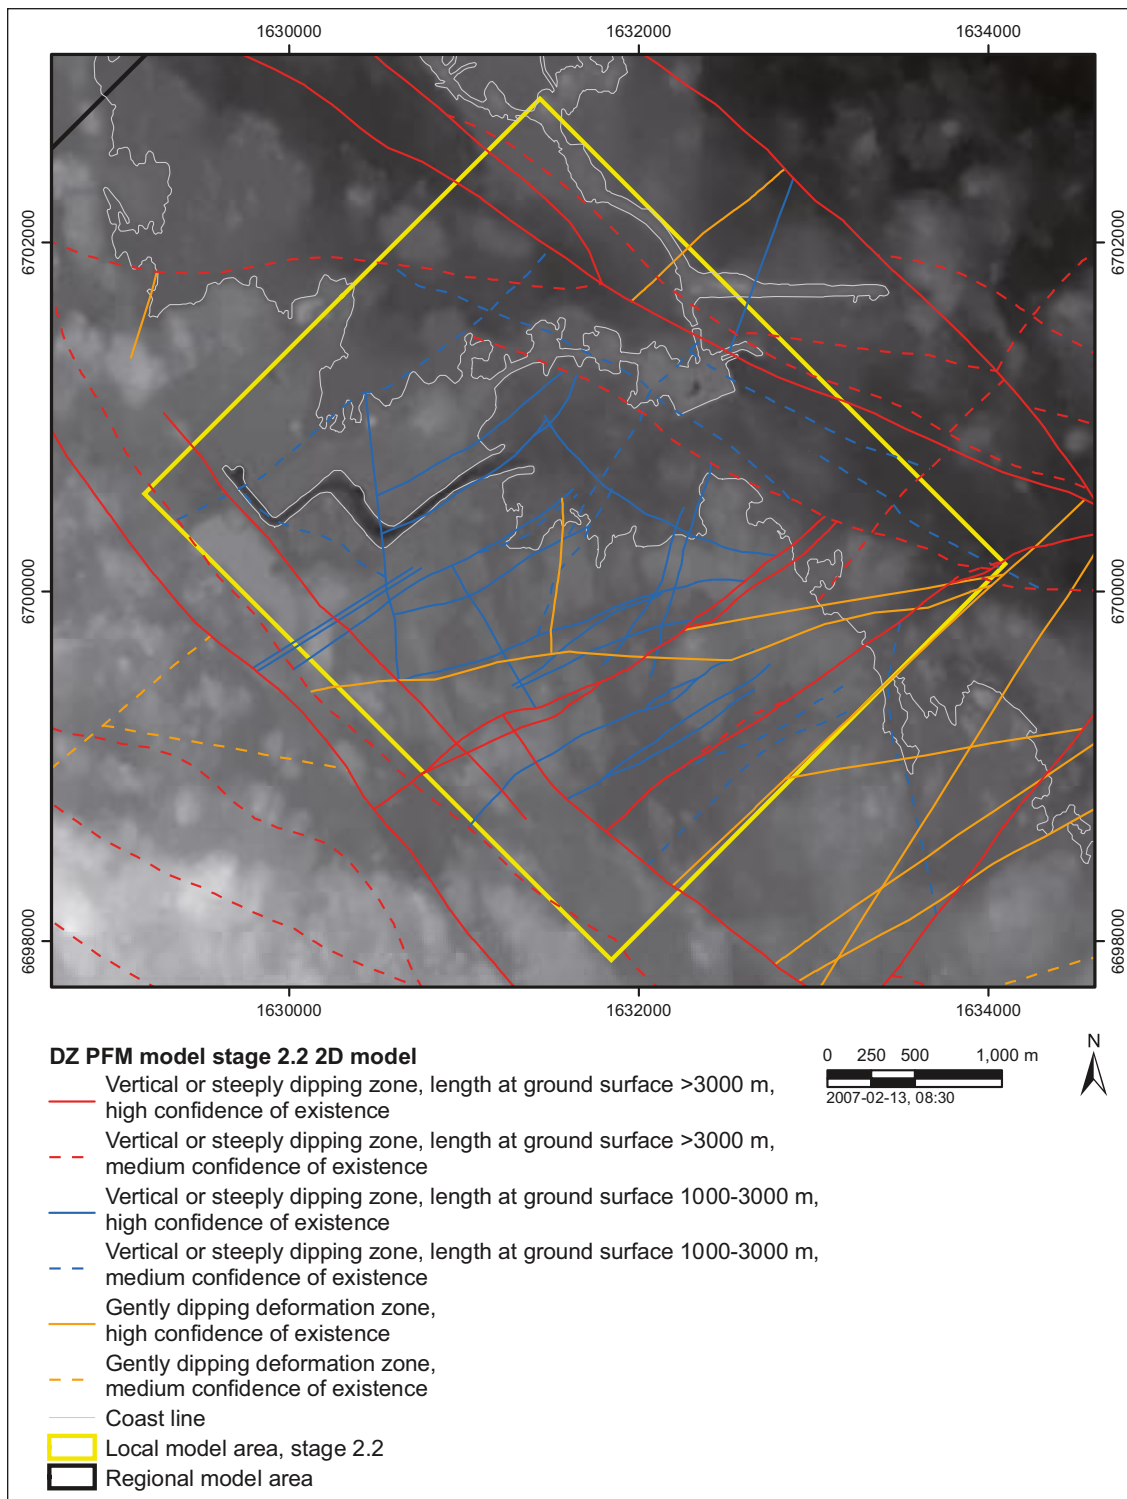 1630000 1632000 1634000
6702000 6702000
6700000 6700000
6698000 6698000
1630000 1632000 1634000
DZ PFM model stage 2.2 2D model
Vertical or steeply dipping zone, length at ground surface >3000 m,
high confidence of existence
Vertical or steeply dipping zone, length at ground surface >3000 m,
medium confidence of existence
Vertical or steeply dipping zone, length at ground surface 1000-3000 m,
high confidence of existence
Vertical or steeply dipping zone, length at ground surface 1000-3000 m,
medium confidence of existence
Gently dipping deformation zone,
high confidence of existence
Gently dipping deformation zone,
medium confidence of existence
Coast line
Local model area, stage 2.2
Regional model area
0 250 500 1,000 m
2007-02-13, 08:30
N